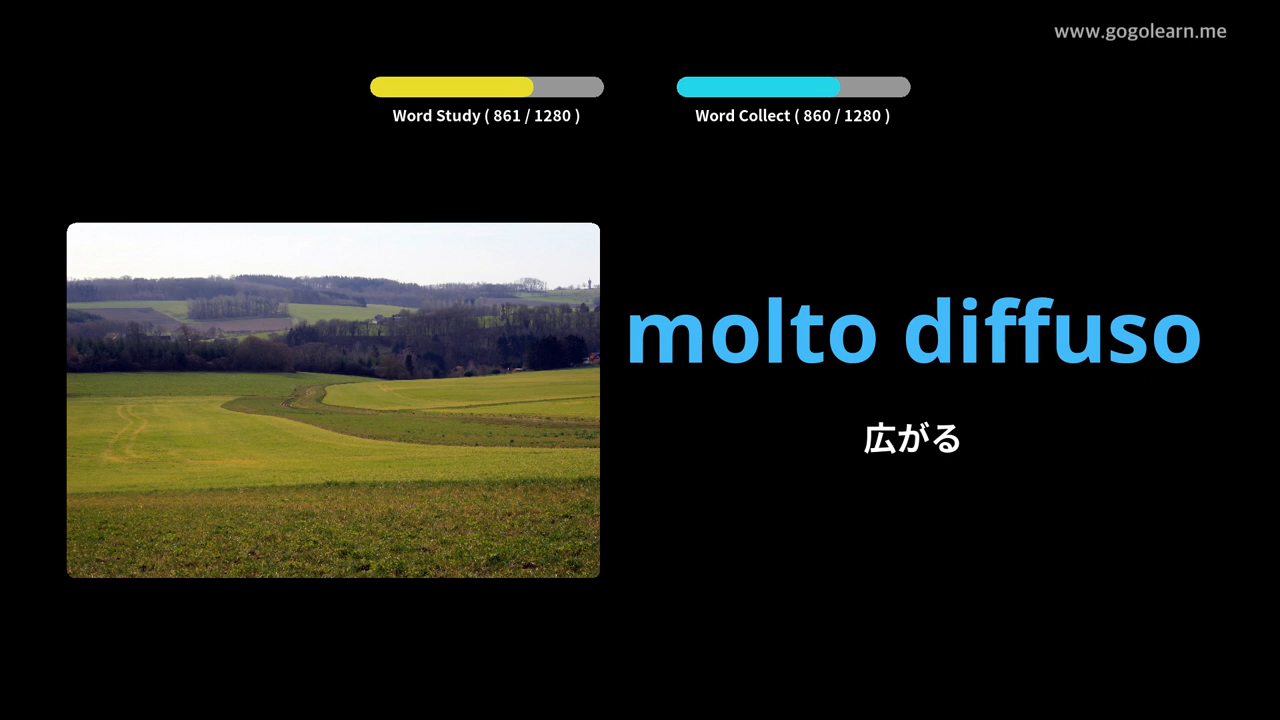 www.gogolearn.me
Word Study ( 861 / 1280 )
Word Collect ( 860 / 1280 )
molto diffuso
広がる